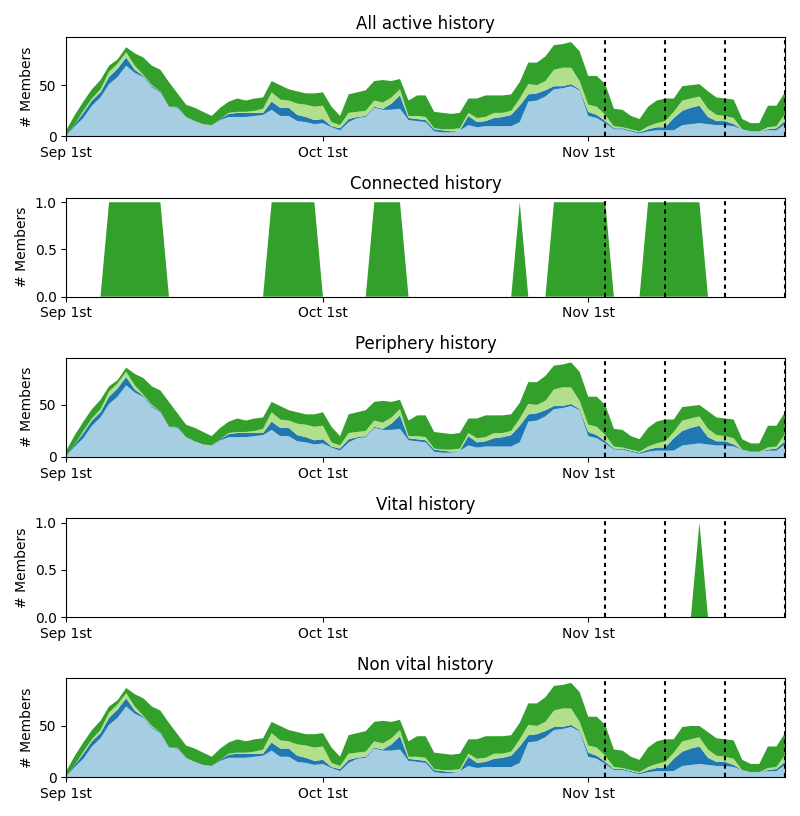 All active history
# Members
50
0
Sep 1st Oct 1st Nov 1st
Connected history
# Members
1.0
0.5
0.0
Sep 1st Oct 1st Nov 1st
Periphery history
# Members
50
0
Sep 1st Oct 1st Nov 1st
Vital history
# Members
1.0
0.5
0.0
Sep 1st Oct 1st Nov 1st
Non vital history
# Members
50
0
Sep 1st Oct 1st Nov 1st